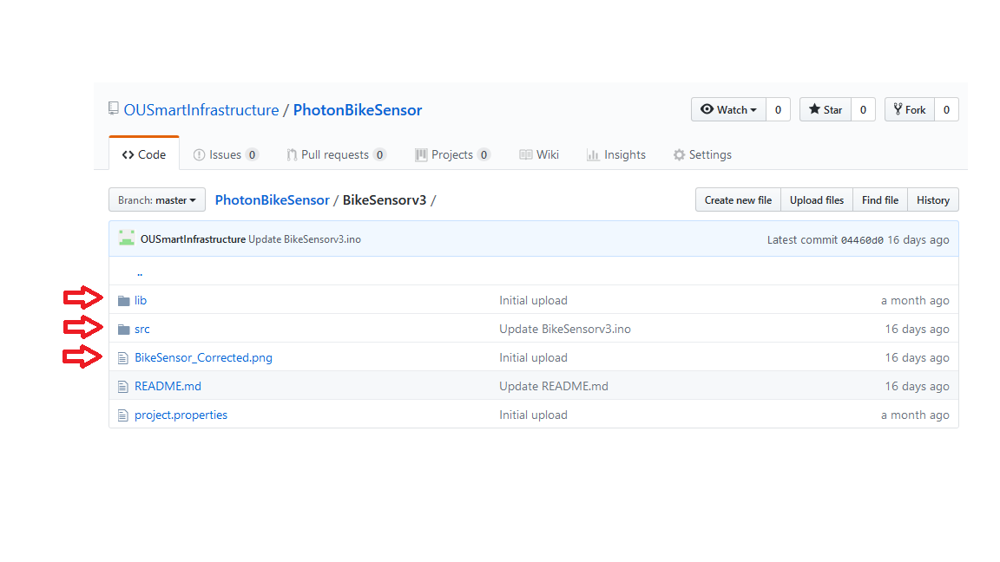 OUSmartInfrastructure / PhotonBikeSensor
Watch 0 Star 0 Fork 0
Code Issues 0 Pull requests 0 Projects 0 Wiki Insights Settings
Branch: master PhotonBikeSensor / BikeSensorv3 /
Create new file Upload files Find file History
OUSmartInfrastructure Update BikeSensorv3.ino Latest commit 04460d0 16 days ago
..
lib Initial upload a month ago
src Update BikeSensorv3.ino 16 days ago
BikeSensor_Corrected.png Initial upload 16 days ago
README.md Update README.md 16 days ago
project.properties Initial upload a month ago